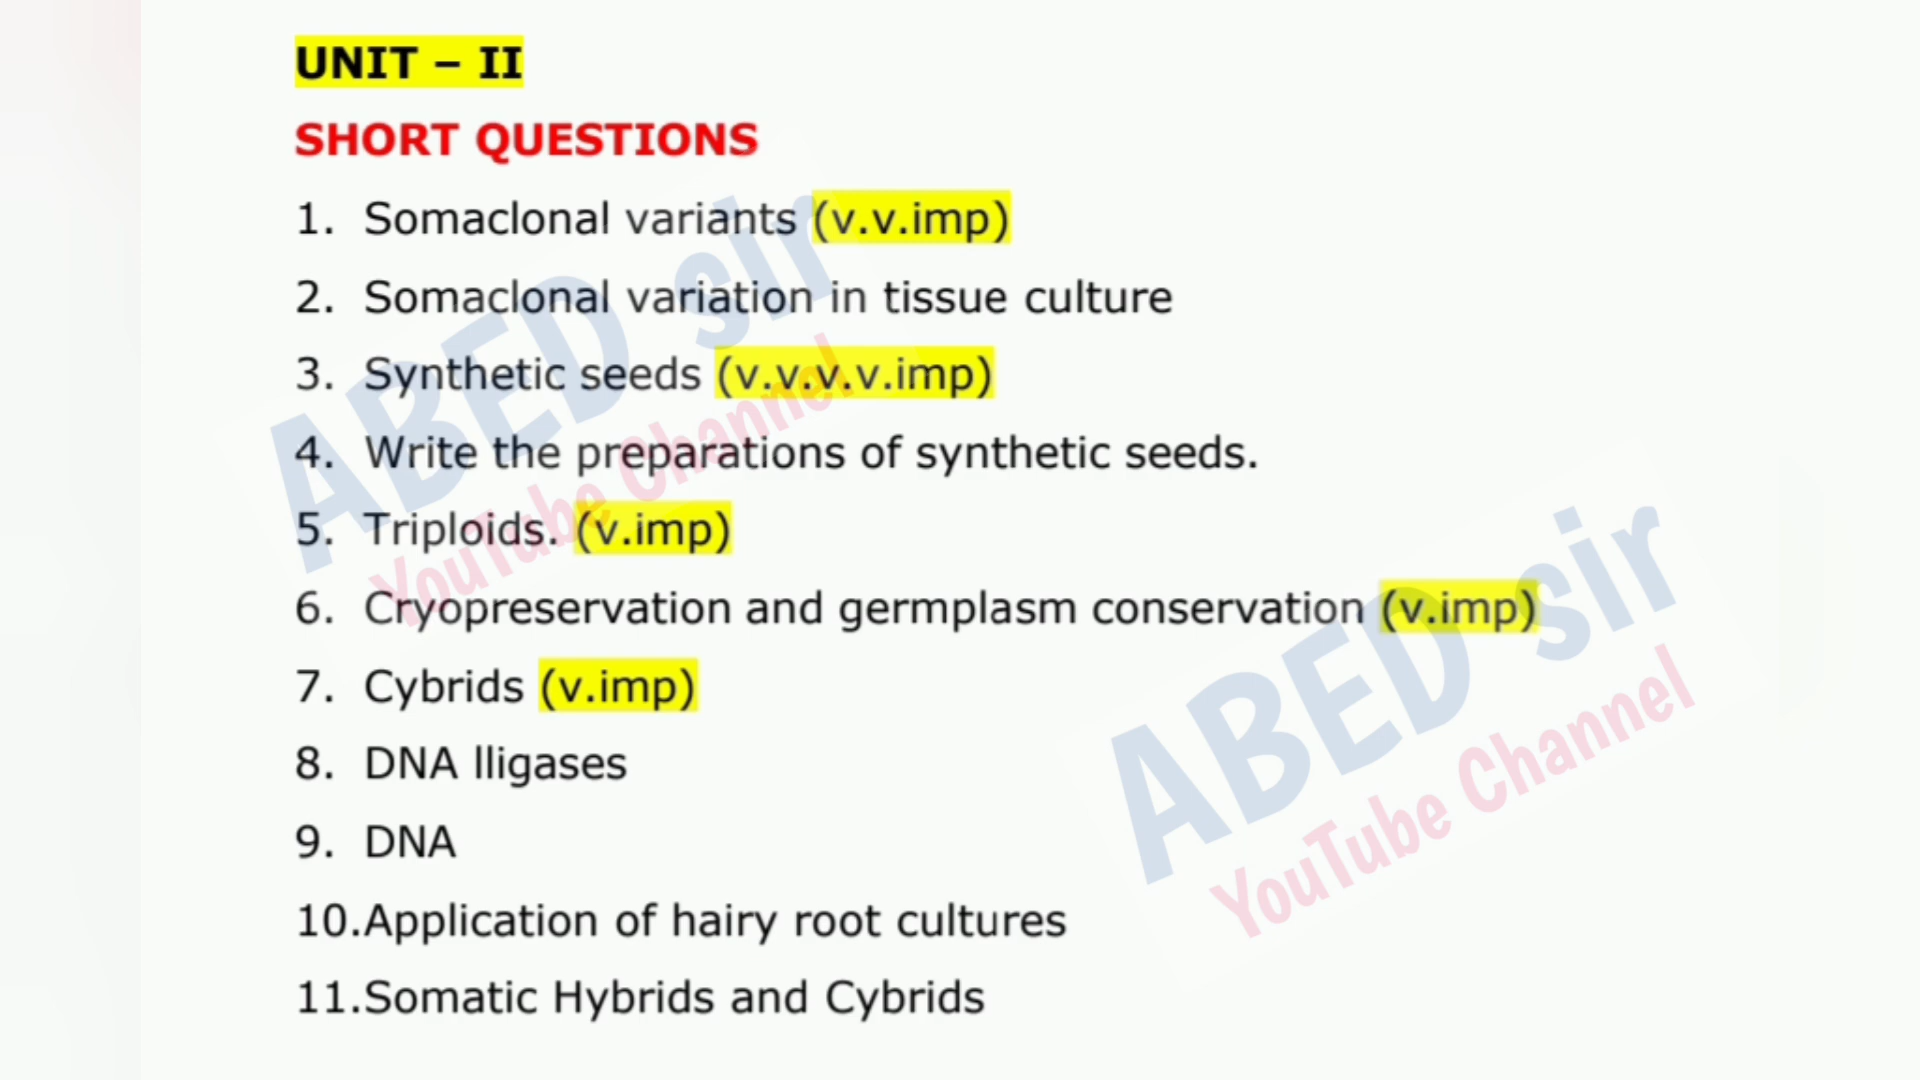 UNIT – II
SHORT QUESTIONS
1. Somaclonal variants (v.v.imp)
2. Somaclonal variation in tissue culture
3. Synthetic seeds (v.v.v.v.imp)
4. Write the preparations of synthetic seeds.
5. Triploids. (v.imp)
6. Cryopreservation and germplasm conservation (v.imp)
7. Cybrids (v.imp)
8. DNA lligases
9. DNA
10.Application of hairy root cultures
11.Somatic Hybrids and Cybrids
ABED sir
YouTube Channel
ABED sir
YouTube Channel